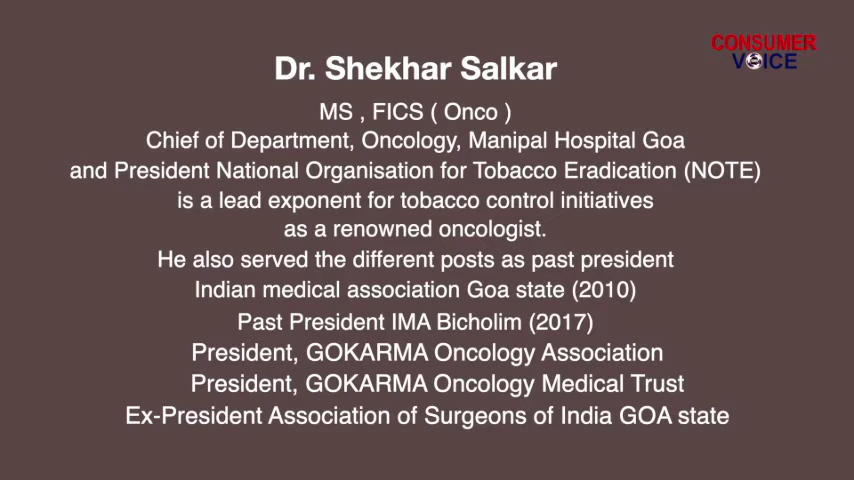 CONSUMER
VOICE
Dr. Shekhar Salkar
MS , FICS ( Onco )
Chief of Department, Oncology, Manipal Hospital Goa
and President National Organisation for Tobacco Eradication (NOTE)
is a lead exponent for tobacco control initiatives
as a renowned oncologist.
He also served the different posts as past president
Indian medical association Goa state (2010)
Past President IMA Bicholim (2017)
President, GOKARMA Oncology Association
President, GOKARMA Oncology Medical Trust
Ex-President Association of Surgeons of India GOA state